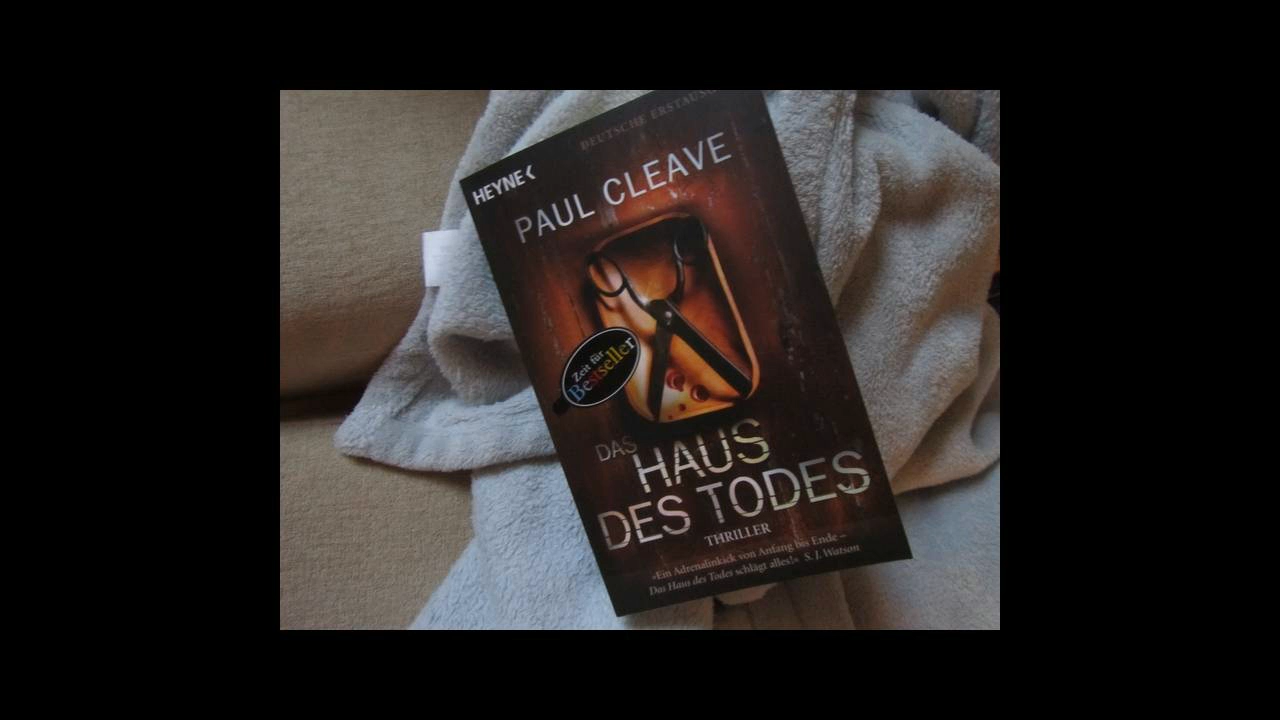 DEUTSCHE ERSTAUSG
HEYNE<
PAUL CLEAVE
Zeit für
Bestseller
DAS
HAUS
DES TODES
THRILLER
»Ein Adrenalinkick von Anfang bis Ende –
Das Haus des Todes schlägt alles!« S. J. Watson